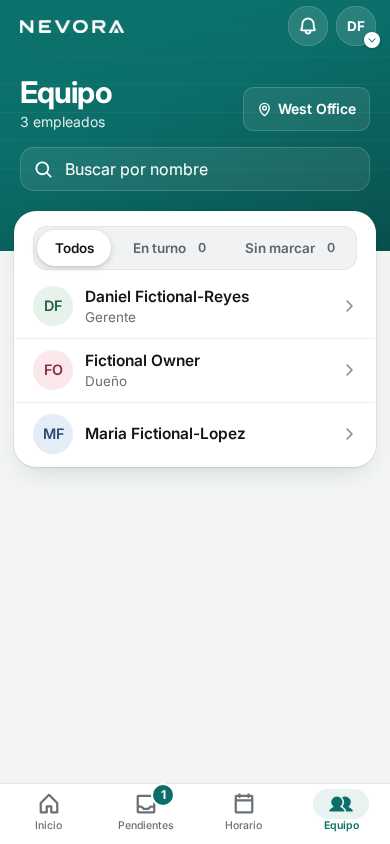 NEVORA
DF
Equipo
3 empleados
West Office
Buscar por nombre
Todos
En turno 0
Sin marcar 0
DF
Daniel Fictional-Reyes
Gerente
FO
Fictional Owner
Dueño
MF
Maria Fictional-Lopez
1
Inicio
Pendientes
Horario
Equipo